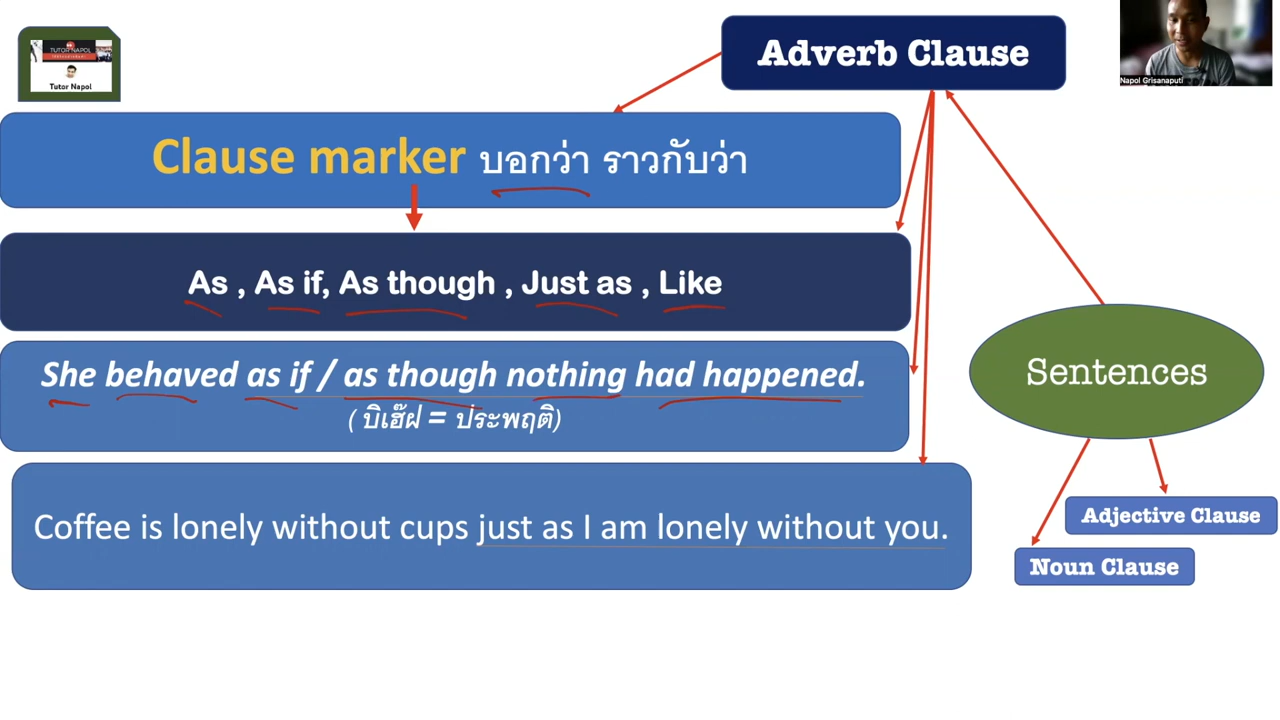 TUTOR NAPOL
Tutor Napol
Adverb Clause
Napol Grisanaputi
Clause marker บอกว่า ราวกับว่า
As , As if, As though , Just as , Like
She behaved as if / as though nothing had happened.
( บิเฮ๊ฝ = ประพฤติ)
Coffee is lonely without cups just as I am lonely without you.
Sentences
Adjective Clause
Noun Clause